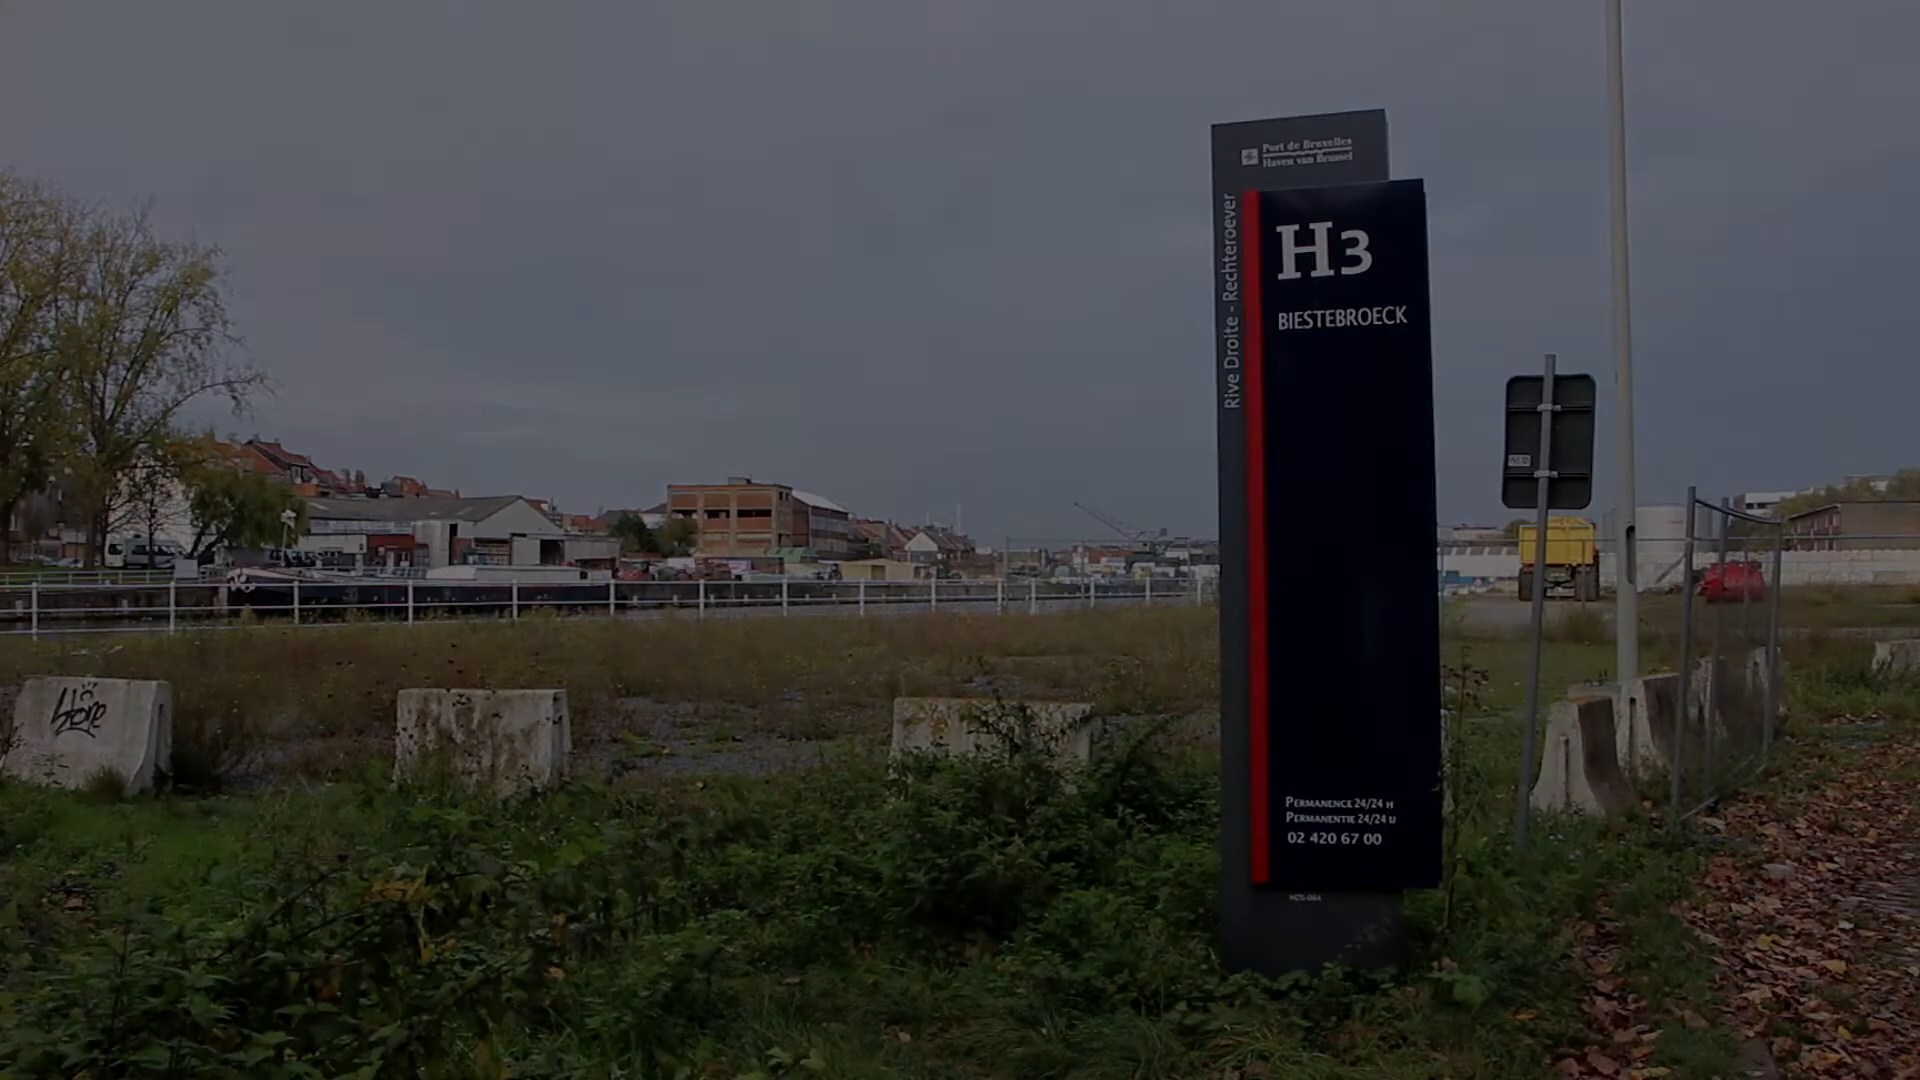 Port de Bruxelles
Haven van Brussel
Rive Droite - Rechteroever
H3
BIESTEBROECK
PERMANENCE 24/24 H
PERMANENTIE 24/24 U
02 420 67 00